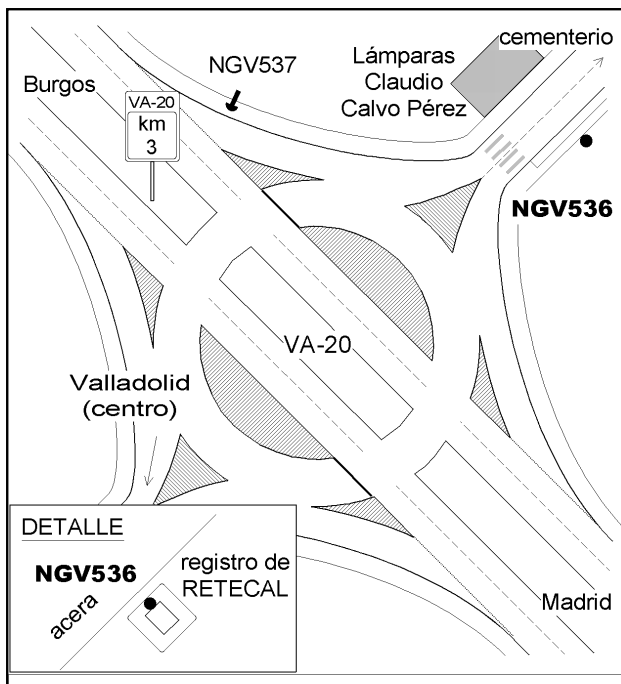 cementerio
Lámparas
Claudio
Calvo Pérez
NGV537
Burgos
VA-20
km
3
NGV536
VA-20
Valladolid
(centro)
Madrid
DETALLE
NGV536
registro de
RETECAL
acera